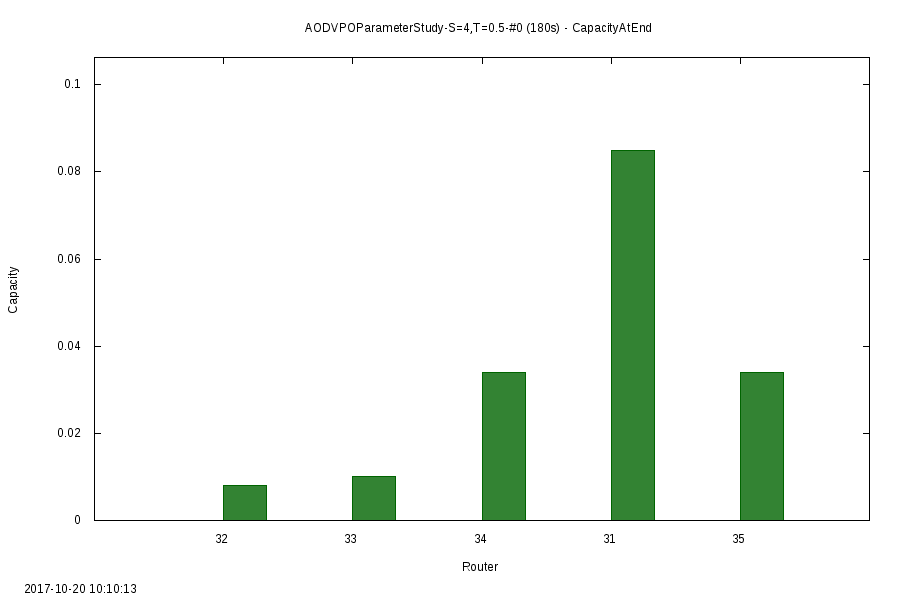 AODVPOParameterStudy-S=4,T=0.5-#0 (180s) - CapacityAtEnd
0.1
0.08
0.06
0.04
0.02
0
Capacity
32 33 34 31 35
Router
2017-10-20 10:10:13